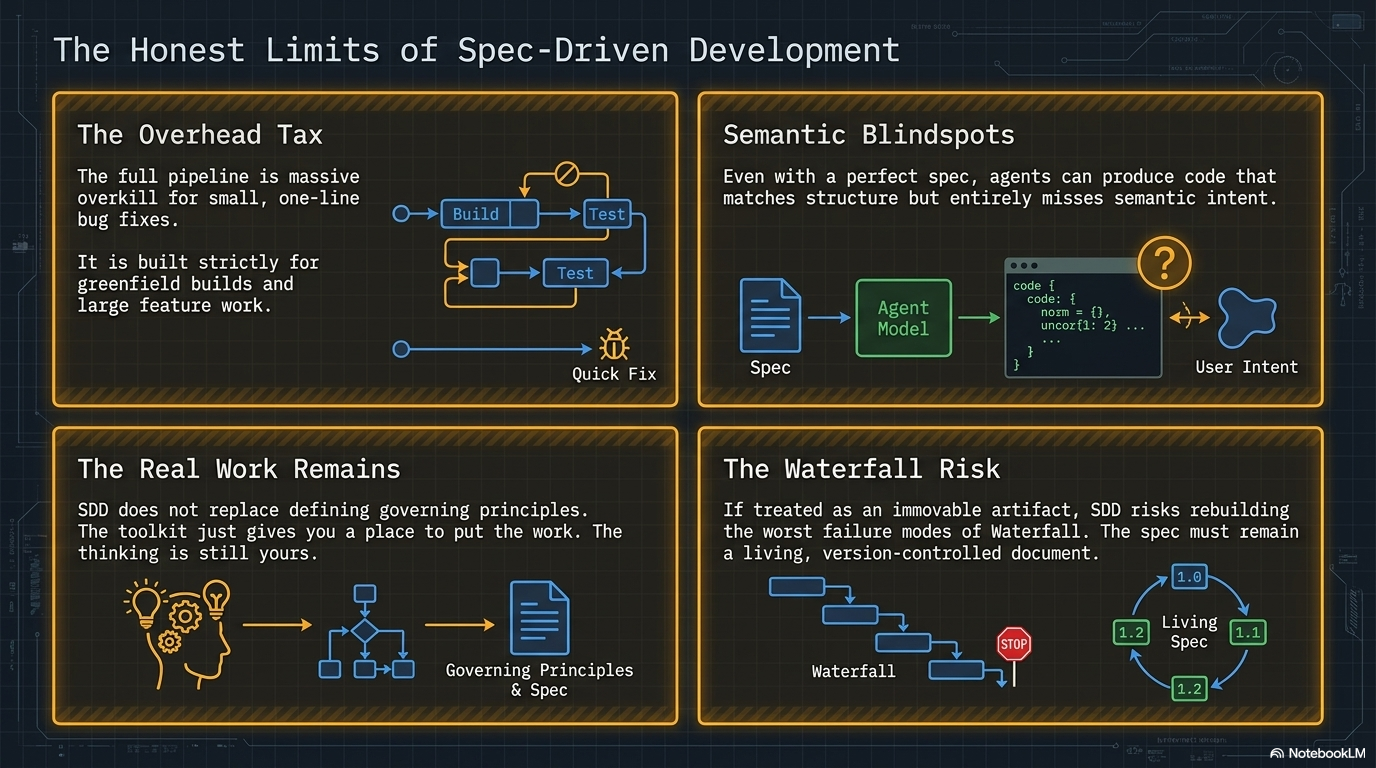 The Honest Limits of Spec-Driven Development
The Overhead Tax
The full pipeline is massive
overkill for small, one-line
bug fixes.
It is built strictly for
greenfield builds and
large feature work.
Build
Test
Test
Quick Fix
Semantic Blindspots
Even with a perfect spec, agents can produce code that
matches structure but entirely misses semantic intent.
Spec
Agent
Model
code {
code: {
norm = {},
uncor{1: 2} ...
...
}
}
?
User Intent
The Real Work Remains
SDD does not replace defining governing principles.
The toolkit just gives you a place to put the work. The
thinking is still yours.
Governing Principles
& Spec
The Waterfall Risk
If treated as an immovable artifact, SDD risks rebuilding
the worst failure modes of Waterfall. The spec must remain
a living, version-controlled document.
Waterfall
STOP
1.0
1.2
Living
Spec
1.1
1.2
NotebookLM